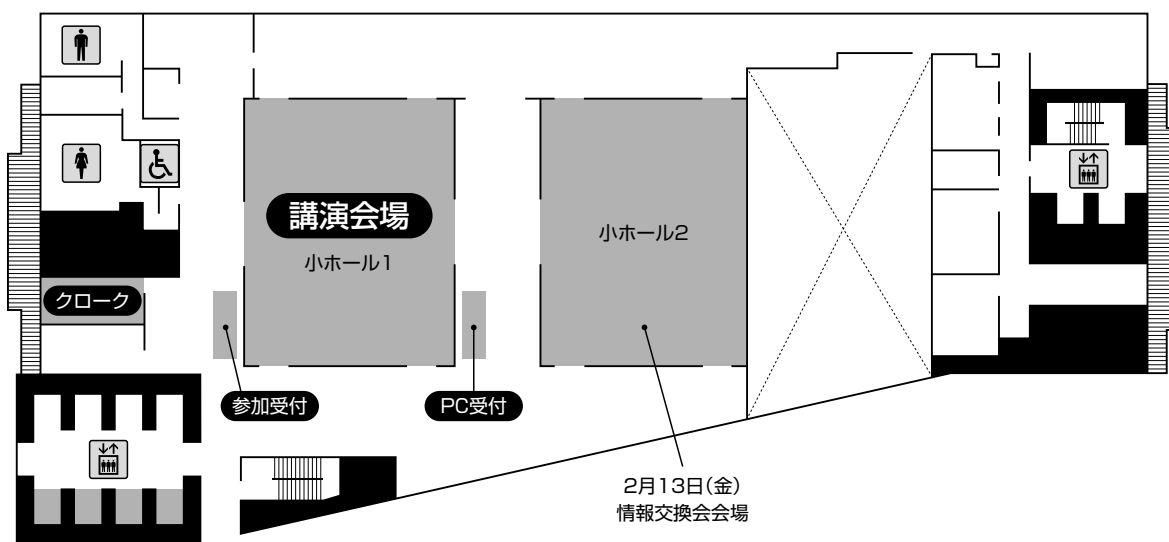 講演会場
小ホール1
小ホール2
クローク
参加受付
PC受付
2月13日(金)
情報交換会会場